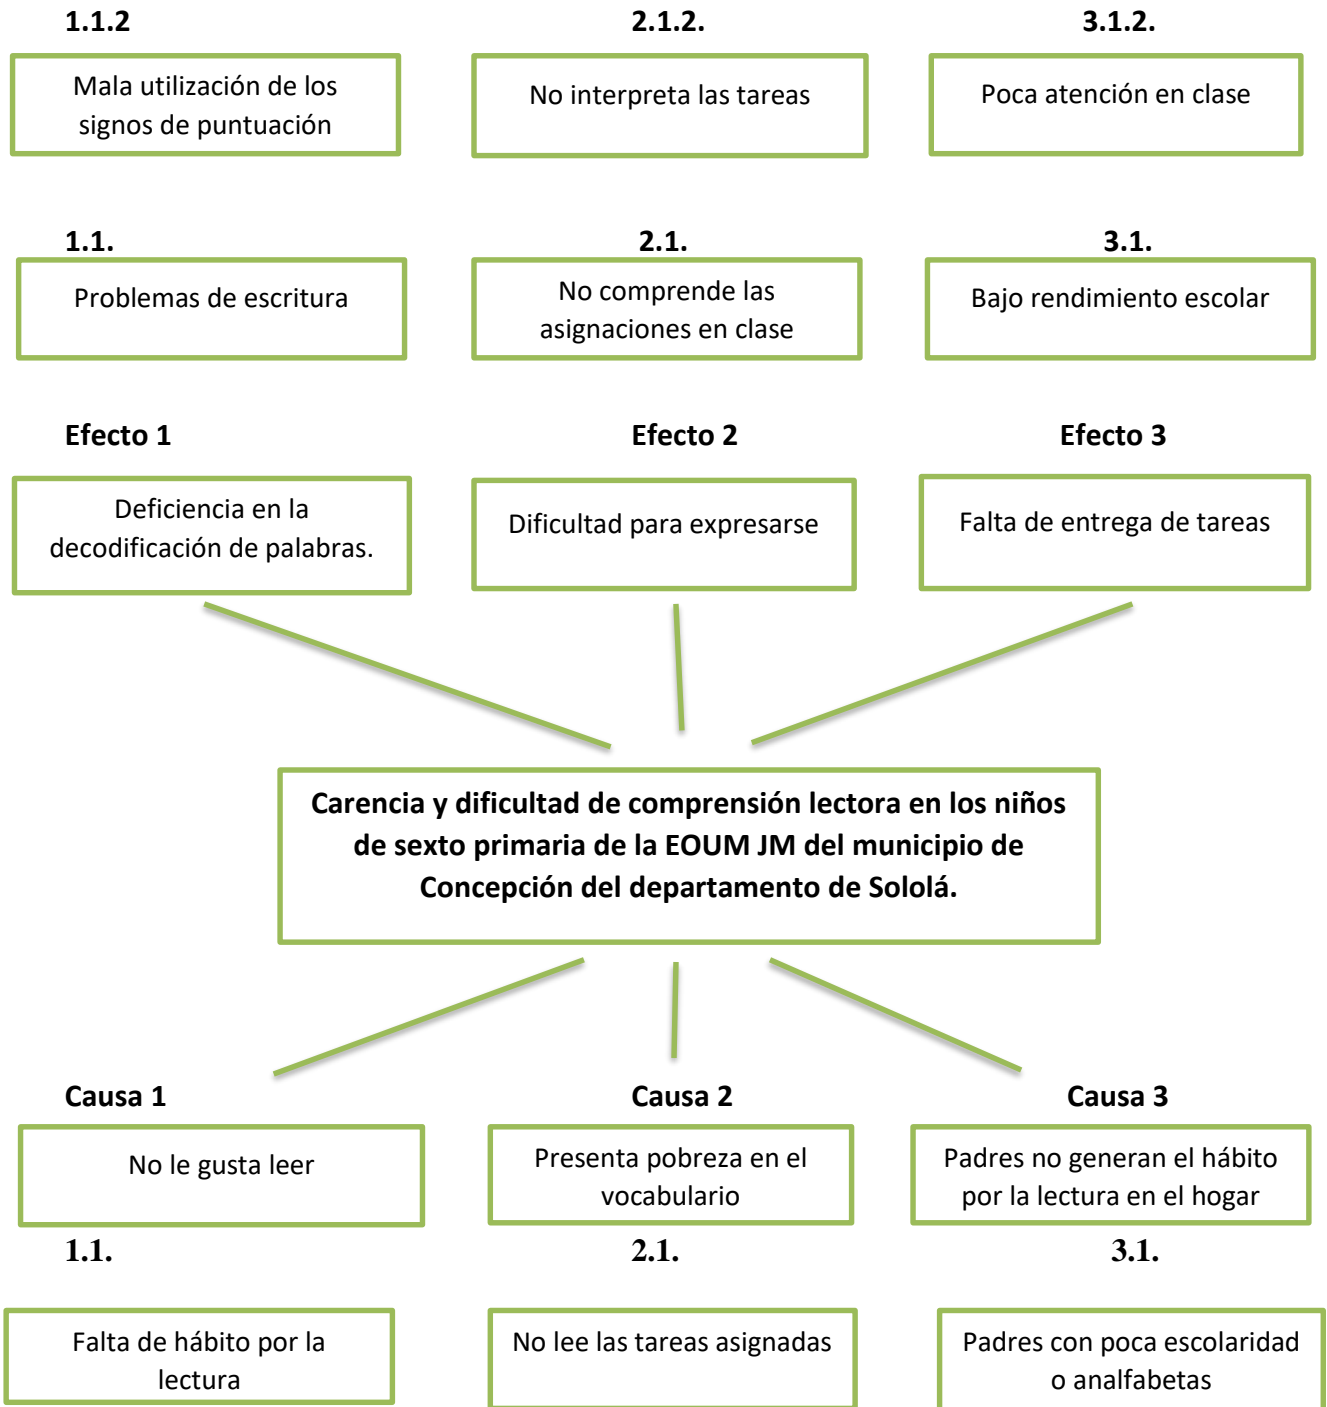 1.1.2 2.1.2. 3.1.2.
Mala utilización de los
signos de puntuación
No interpreta las tareas
Poca atención en clase
1.1. 2.1. 3.1.
Problemas de escritura
No comprende las
asignaciones en clase
Bajo rendimiento escolar
Efecto 1 Efecto 2 Efecto 3
Deficiencia en la
decodificación de palabras.
Dificultad para expresarse
Falta de entrega de tareas
Carencia y dificultad de comprensión lectora en los niños
de sexto primaria de la EOUM JM del municipio de
Concepción del departamento de Sololá.
Causa 1 Causa 2 Causa 3
No le gusta leer
Presenta pobreza en el
vocabulario
Padres no generan el hábito
por la lectura en el hogar
1.1. 2.1. 3.1.
Falta de hábito por la
lectura
No lee las tareas asignadas
Padres con poca escolaridad
o analfabetas